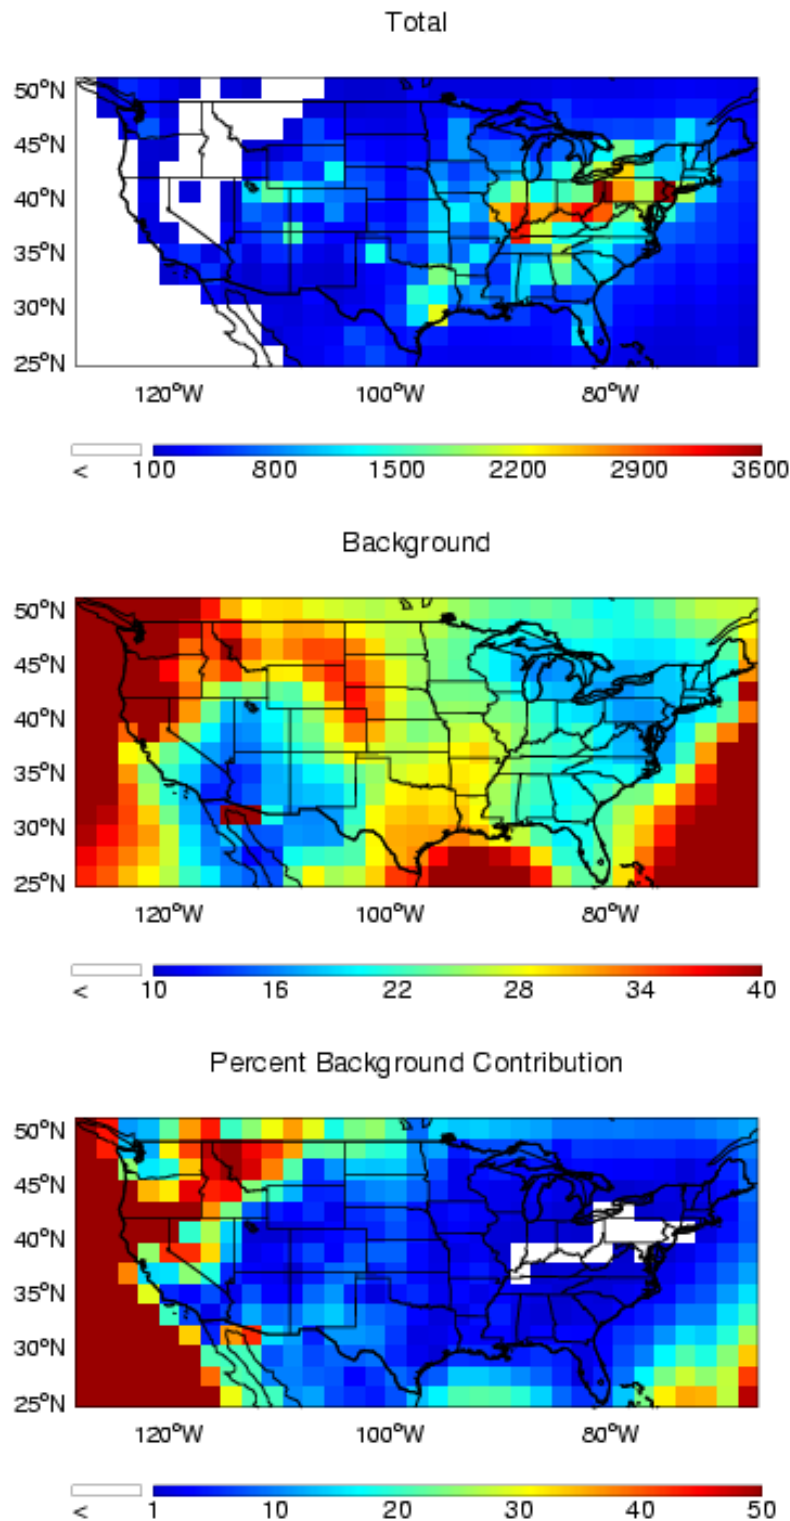 Total
50°N
45°N
40°N
35°N
30°N
25°N
120°W 100°W 80°W
< 100 800 1500 2200 2900 3600
Background
50°N
45°N
40°N
35°N
30°N
25°N
120°W 100°W 80°W
< 10 16 22 28 34 40
Percent Background Contribution
50°N
45°N
40°N
35°N
30°N
25°N
120°W 100°W 80°W
< 1 10 20 30 40 50